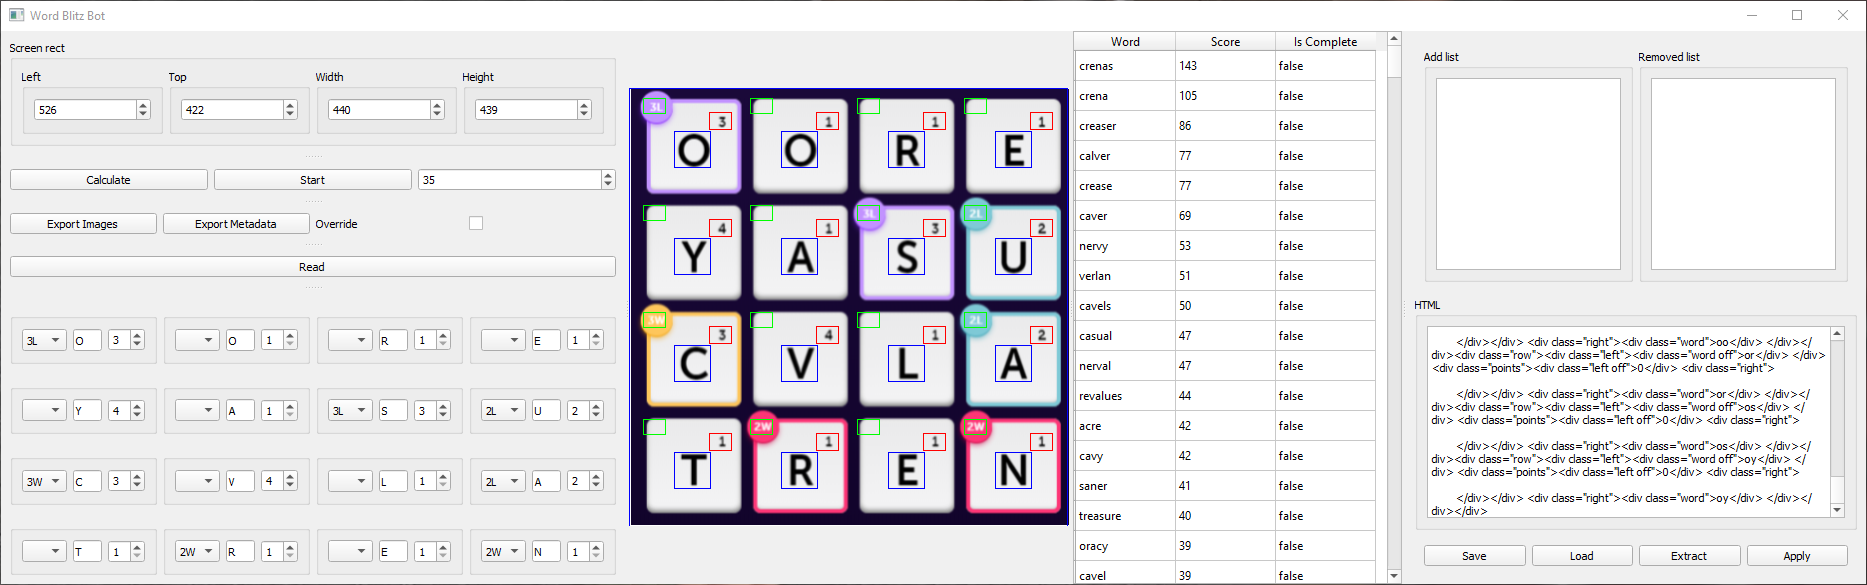 Word Blitz Bot
Screen rect
Left
Top
Width
Height
526
422
440
439
Calculate
Start
35
Export Images
Export Metadata
Override
Read
3L O 3
O 1
R 1
E 1
Y 4
A 1
3L S 3
2L U 2
3W C 3
V 4
L 1
2L A 2
T 1
2W R 1
E 1
2W N 1
3L 3 1 1 1
O O R E
3L 2L
4 1 3 2
Y A S U
3W 2L
3 4 1 2
C V L A
2W 2W
1 1 1 1
T R E N
Word Score Is Complete
crenas 143 false
crena 105 false
creaser 86 false
calver 77 false
crease 77 false
caver 69 false
nervy 53 false
verlan 51 false
cavels 50 false
casual 47 false
nerval 47 false
revalues 44 false
acre 42 false
cavy 42 false
saner 41 false
treasure 40 false
oracy 39 false
cavel 39 false
Add list
Removed list
HTML
</div></div> <div class="right"><div class="word">oo</div> </div></
div><div class="row"><div class="left"><div class="word off">or</div> </div>
<div class="points"><div class="left off">0</div> <div class="right">
</div></div> <div class="right"><div class="word">or</div> </div></
div><div class="row"><div class="left"><div class="word off">os</div> </
div> <div class="points"><div class="left off">0</div> <div class="right">
</div></div> <div class="right"><div class="word">os</div> </div></
div><div class="row"><div class="left"><div class="word off">oy</div> </
div> <div class="points"><div class="left off">0</div> <div class="right">
</div></div> <div class="right"><div class="word">oy</div> </div></
div></div>
Save
Load
Extract
Apply